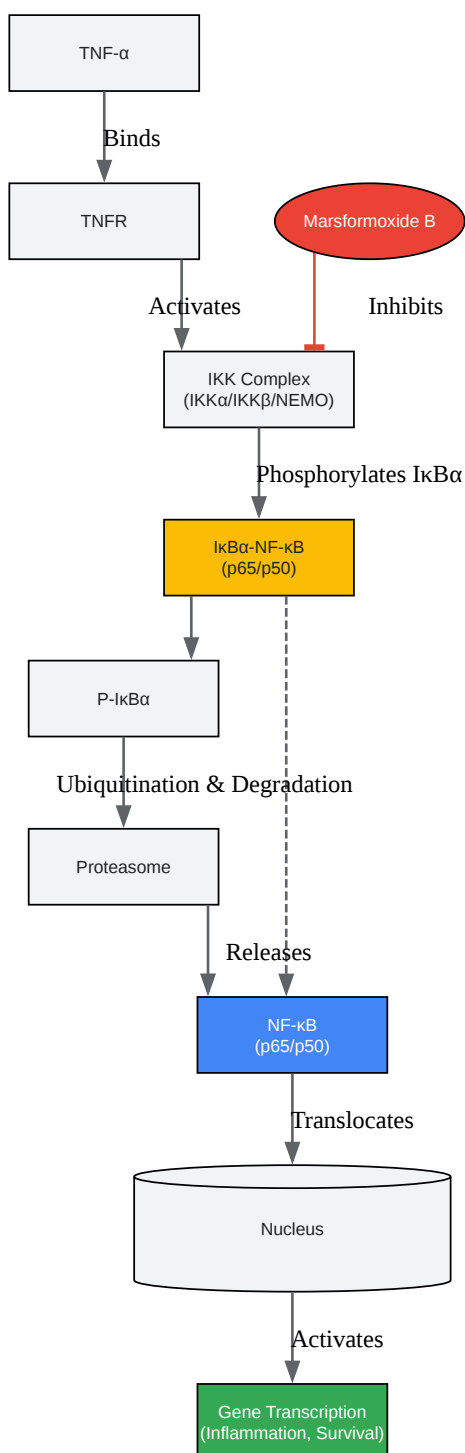 TNF-α
Binds
TNFR
Marsformoxide B
Activates
Inhibits
IKK Complex
(IKKα/IKKβ/NEMO)
Phosphorylates IκBα
IκBα-NF-κB
(p65/p50)
P-IκBα
Ubiquitination & Degradation
Proteasome
Releases
NF-κB
(p65/p50)
Translocates
Nucleus
Activates
Gene Transcription
(Inflammation, Survival)